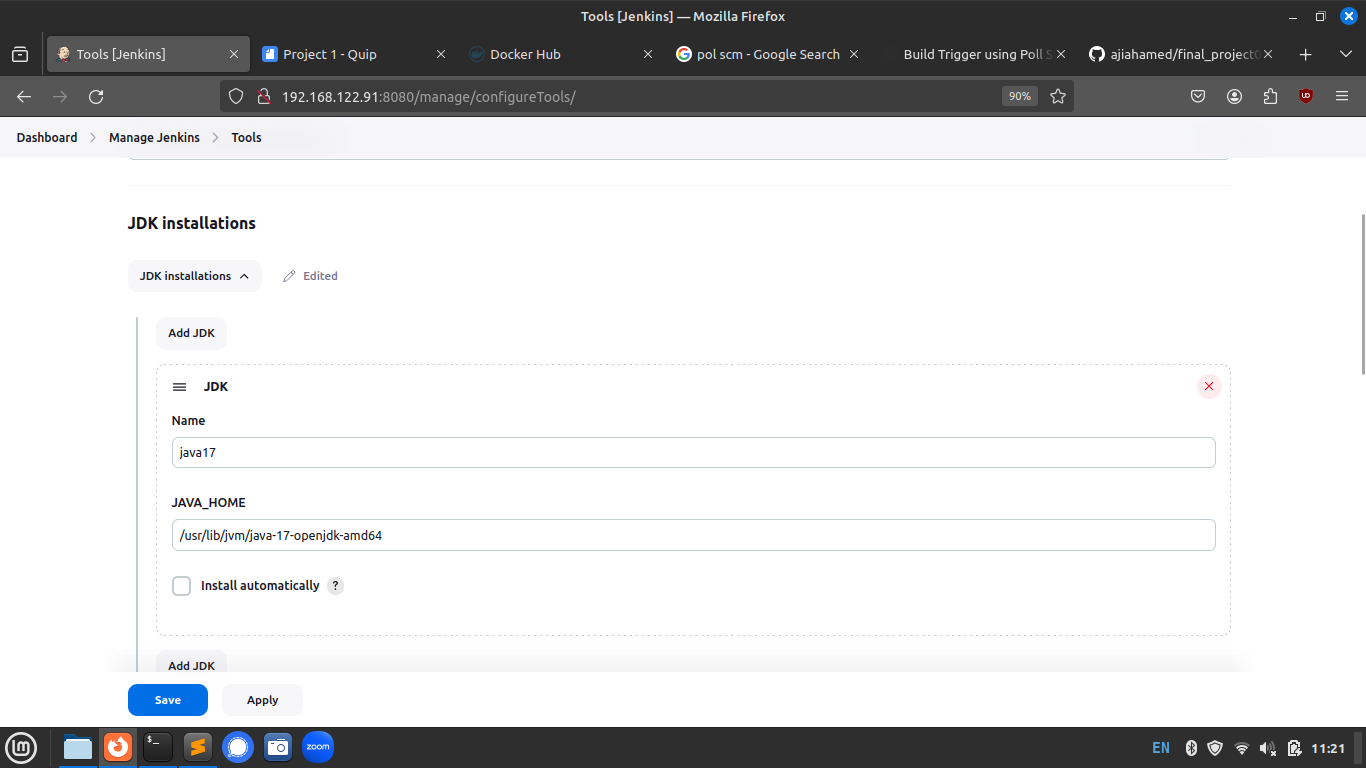 Tools [Jenkins] — Mozilla Firefox
Tools [Jenkins]
Project 1 - Quip
Docker Hub
pol scm - Google Search
Build Trigger using Poll S
ajiahamed/final_project0
192.168.122.91:8080/manage/configureTools/
90%
Dashboard
Manage Jenkins
Tools
JDK installations
JDK installations
Edited
Add JDK
JDK
Name
java17
JAVA_HOME
/usr/lib/jvm/java-17-openjdk-amd64
Install automatically ?
Add JDK
Save
Apply
zoom
EN
11:21